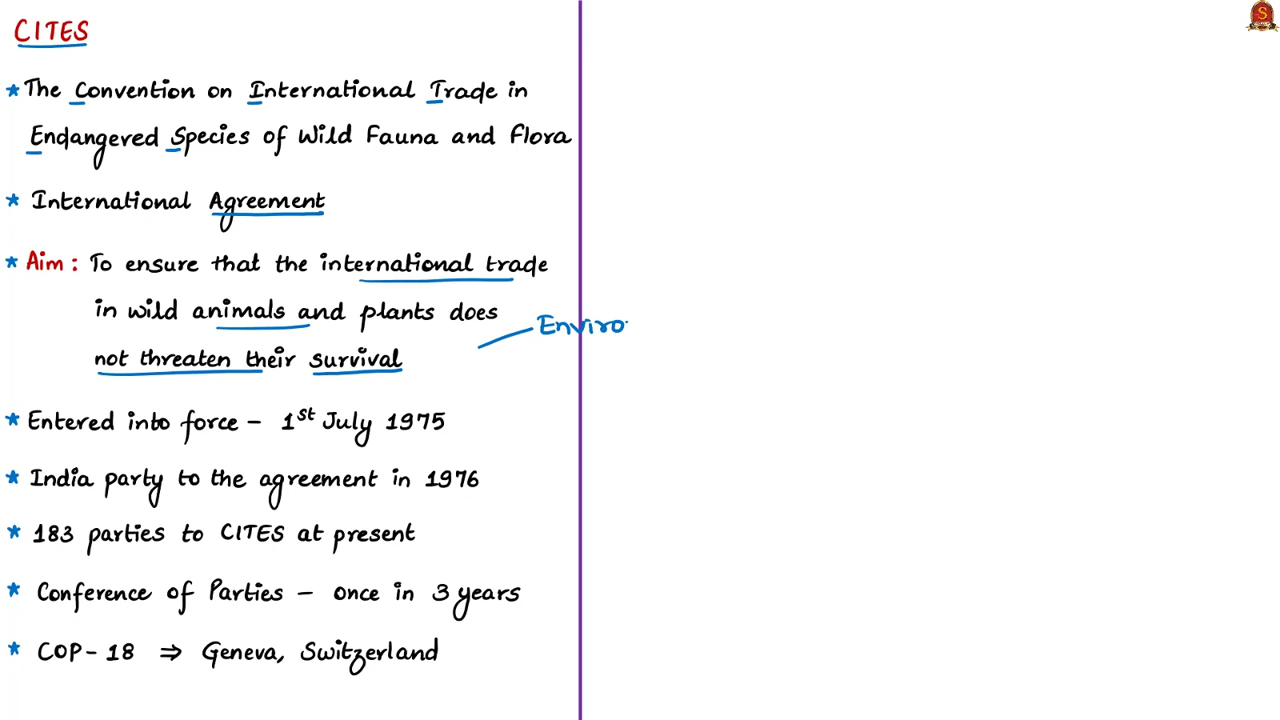 CITES
* The Convention on International Trade in
Endangered Species of Wild Fauna and Flora
* International Agreement
* Aim: To ensure that the international trade
in wild animals and plants does
Enviro
not threaten their survival
* Entered into force - 1st July 1975
* India party to the agreement in 1976
* 183 parties to CITES at present
* Conference of Parties - once in 3 years
* COP-18 ⇒ Geneva, Switzerland
S